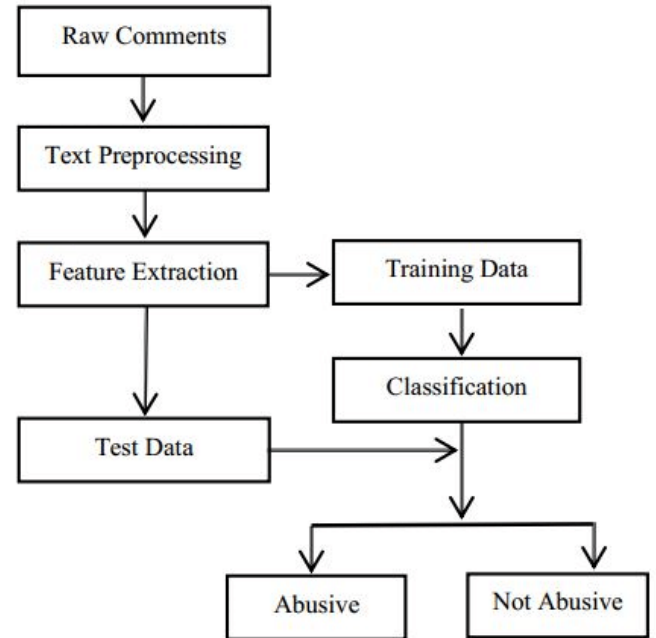 Raw Comments
Text Preprocessing
Feature Extraction
Training Data
Classification
Test Data
Abusive
Not Abusive